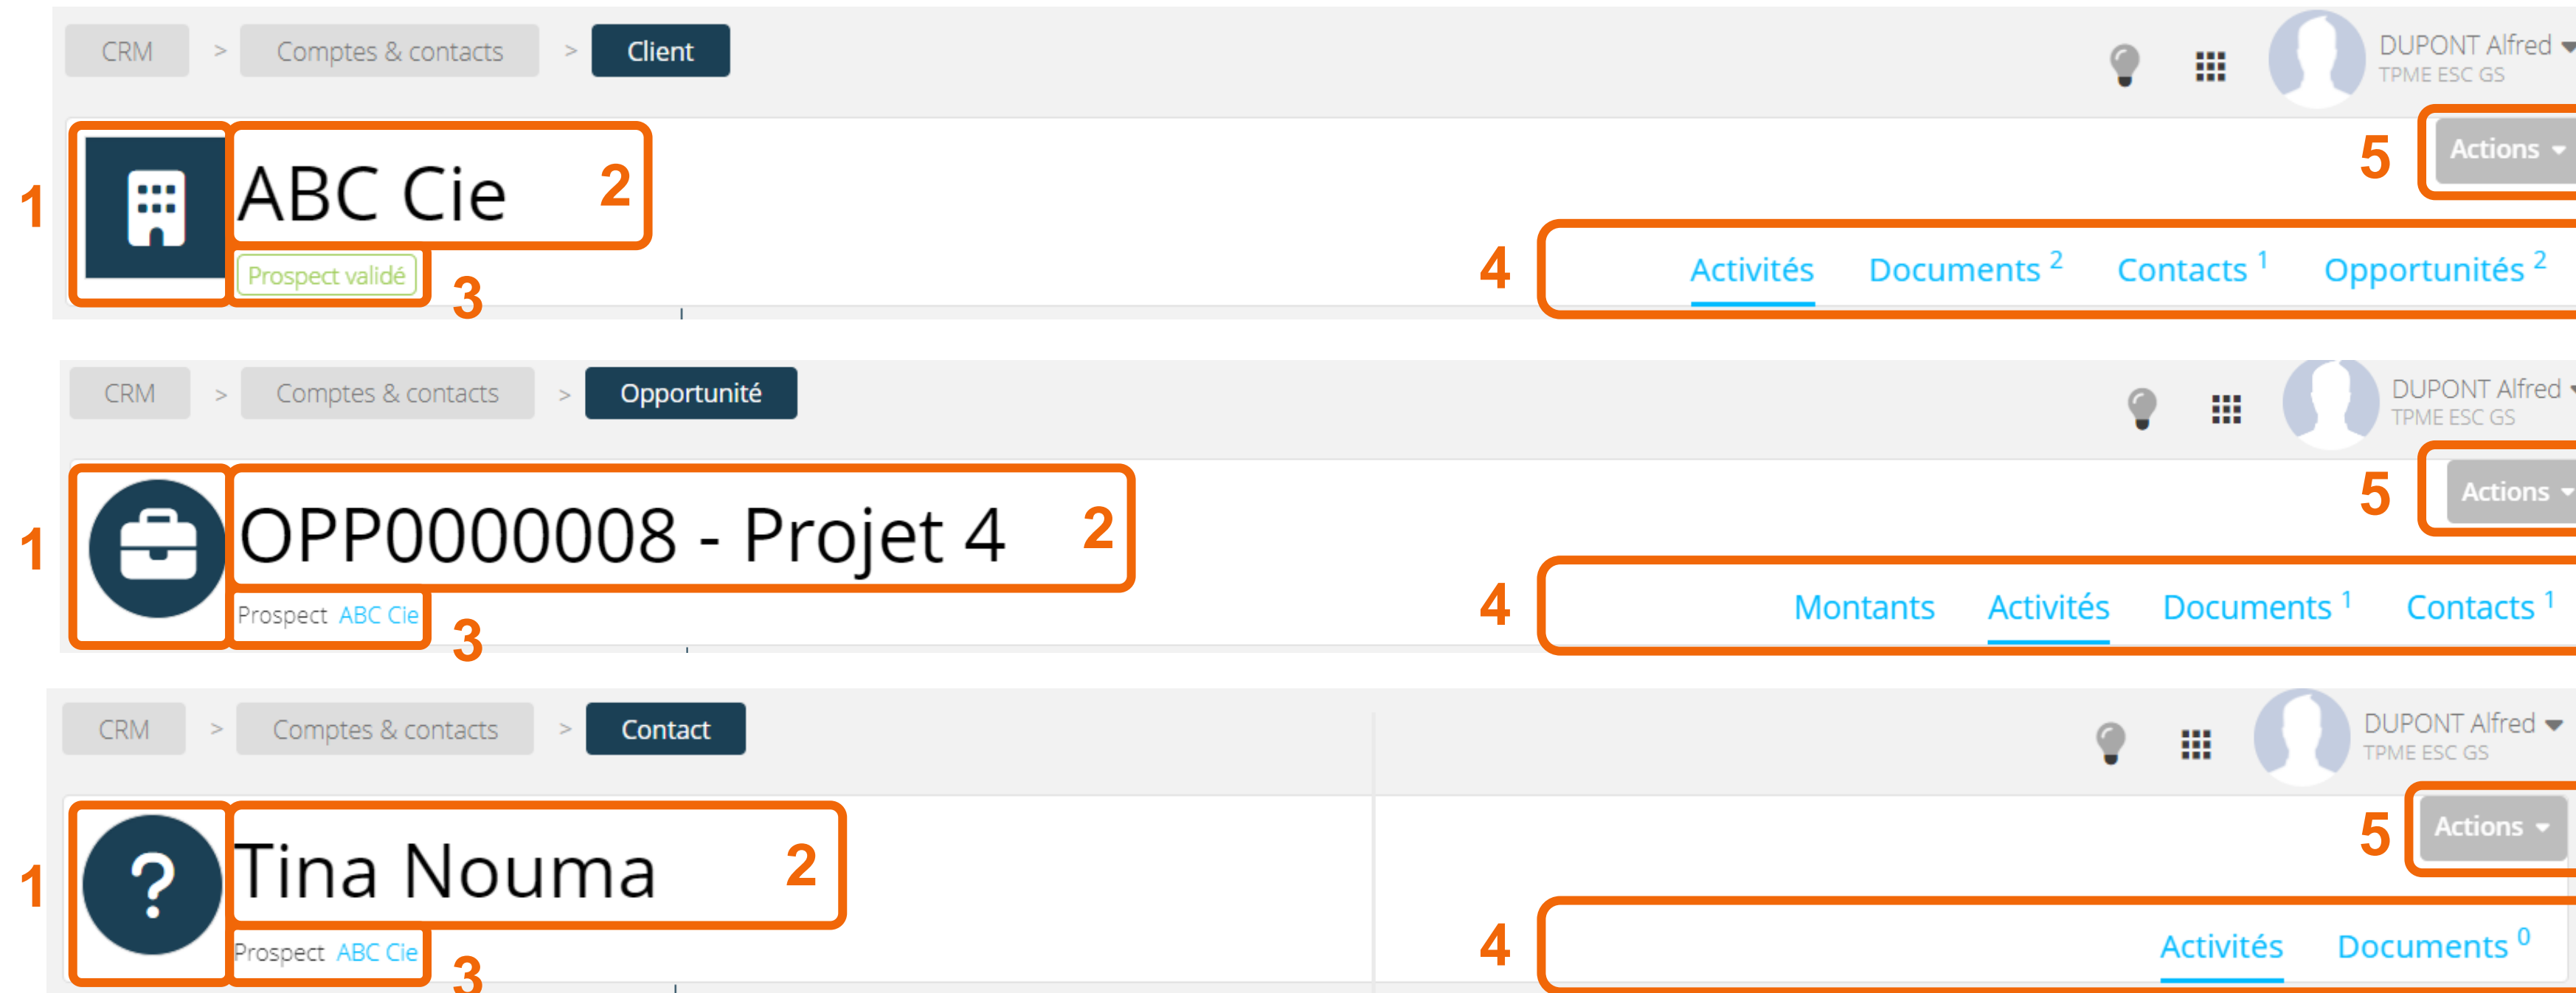 CRM > Comptes & contacts > Client
DUPONT Alfred
TPME ESC GS
5 Actions
1 ABC Cie 2
4 Activités Documents 2 Contacts 1 Opportunités 2
Prospect validé 3
CRM > Comptes & contacts > Opportunité
DUPONT Alfred
TPME ESC GS
5 Actions
1 OPP0000008 - Projet 4 2
4 Montants Activités Documents 1 Contacts 1
Prospect ABC Cie 3
CRM > Comptes & contacts > Contact
DUPONT Alfred
TPME ESC GS
5 Actions
1 ? Tina Nouma 2
4 Activités Documents 0
Prospect ABC Cie 3